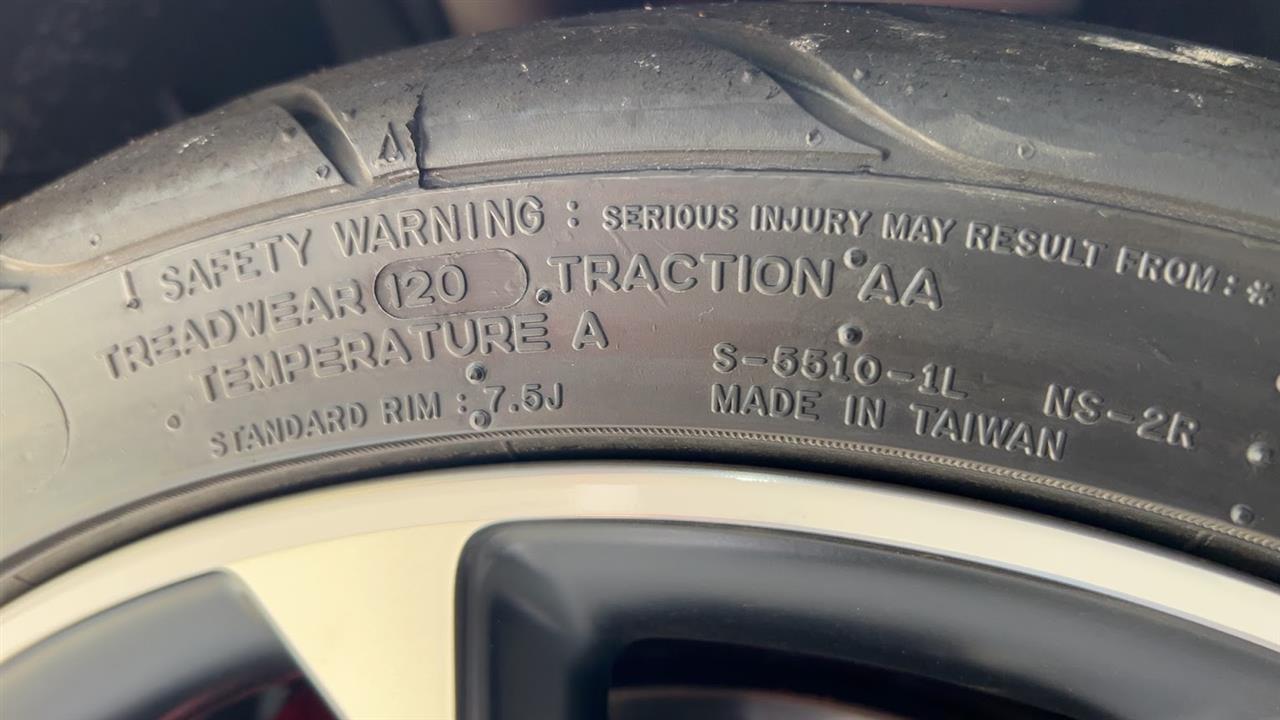 ! SAFETY WARNING : SERIOUS INJURY MAY RESULT FROM : *
TREADWEAR 120 TRACTION AA
TEMPERATURE A
STANDARD RIM : 7.5J
S-5510-1L NS-2R
MADE IN TAIWAN